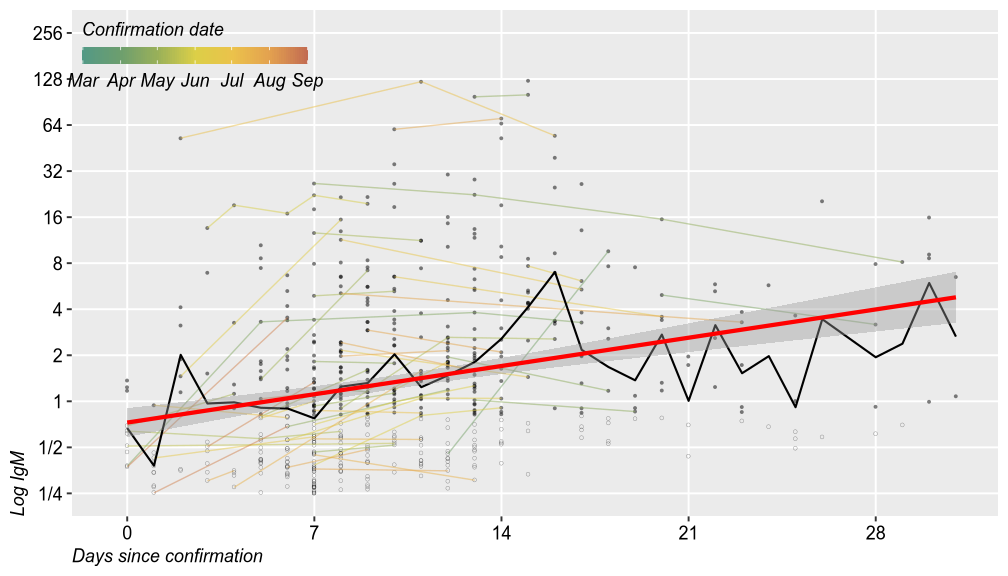 Confirmation date
Mar Apr May Jun Jul Aug Sep
256
128
64
32
16
8
4
2
1
1/2
1/4
Log IgM
0 7 14 21 28
Days since confirmation